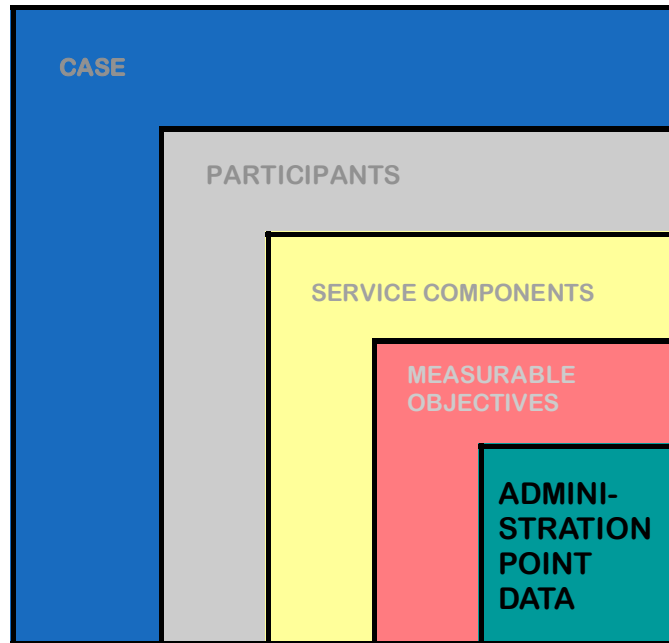 CASE
PARTICIPANTS
SERVICE COMPONENTS
MEASURABLE
OBJECTIVES
ADMINI-
STRATION
POINT
DATA